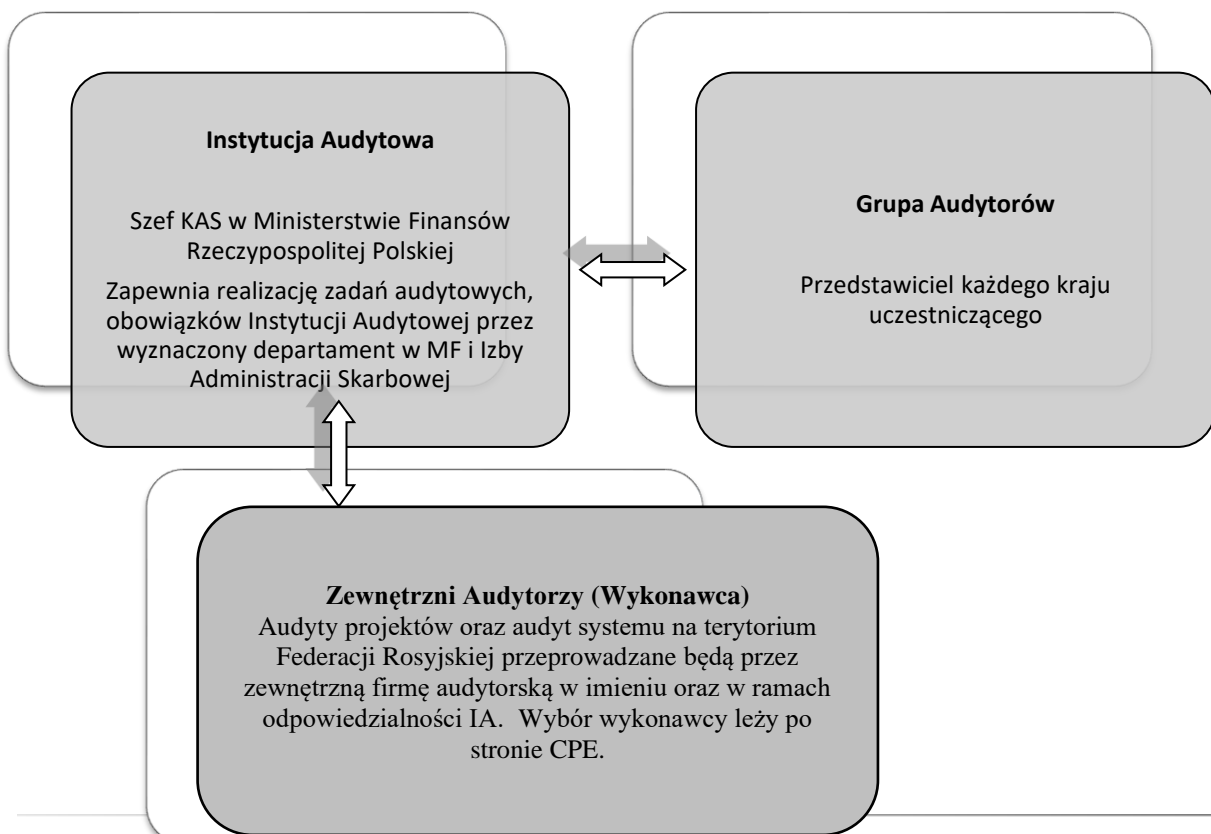 Instytucja Audytowa
Szef KAS w Ministerstwie Finansów
Rzeczypospolitej Polskiej
Zapewnia realizację zadań audytowych,
obowiązków Instytucji Audytowej przez
wyznaczony departament w MF i Izby
Administracji Skarbowej
Grupa Audytorów
Przedstawiciel każdego kraju
uczestniczącego
Zewnętrzni Audytorzy (Wykonawca)
Audyty projektów oraz audyt systemu na terytorium
Federacji Rosyjskiej przeprowadzane będą przez
zewnętrzną firmę audytorską w imieniu oraz w ramach
odpowiedzialności IA.  Wybór wykonawcy leży po
stronie CPE.